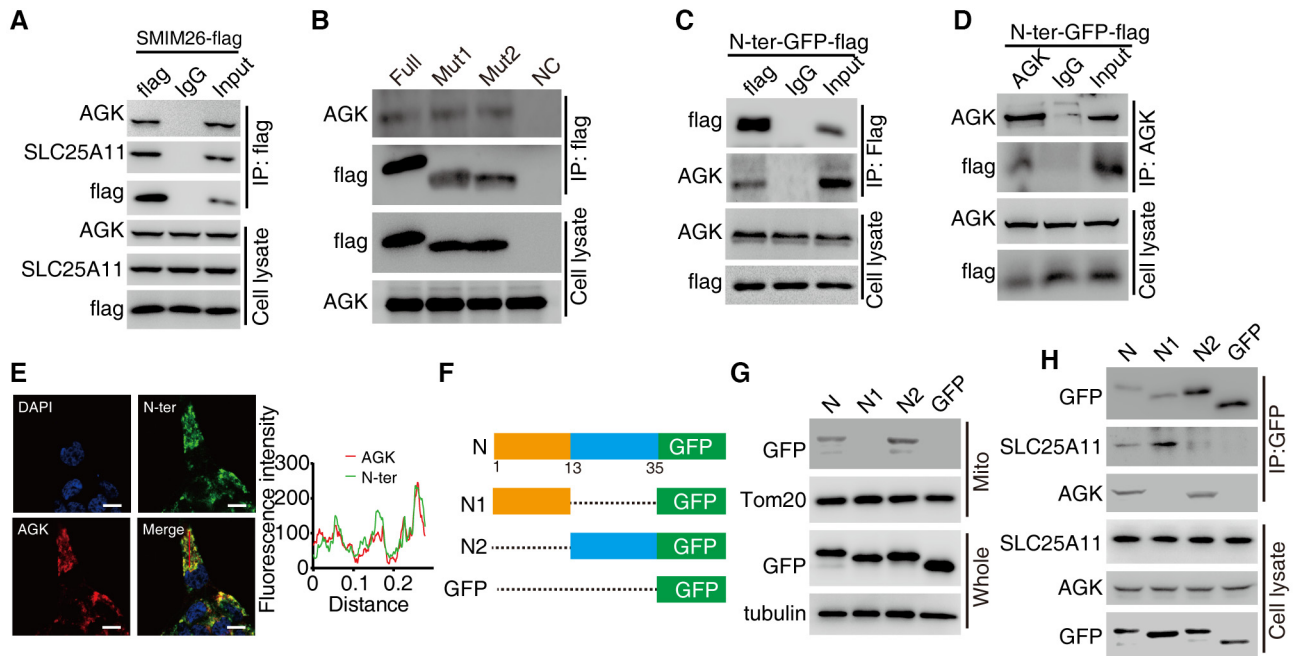 A
SMIM26-flag
flag IgG Input
AGK
SLC25A11
flag
IP: flag
AGK
SLC25A11
flag
Cell lysate
B
Full Mut1 Mut2 NC
AGK
flag
IP: flag
flag
AGK
Cell lysate
C
N-ter-GFP-flag
flag IgG Input
flag
AGK
IP: Flag
AGK
flag
Cell lysate
D
N-ter-GFP-flag
AGK IgG Input
AGK
flag
IP: AGK
AGK
flag
Cell lysate
E
DAPI
N-ter
AGK
Merge
Fluorescence intensity
300
200
100
0
AGK
N-ter
0 0.1 0.2
Distance
F
N GFP
1 13 35
N1 GFP
N2 GFP
GFP GFP
G
N N1 N2 GFP
GFP
Tom20
Mito
GFP
tubulin
Whole
H
N N1 N2 GFP
GFP
SLC25A11
AGK
IP:GFP
SLC25A11
AGK
GFP
Cell lysate